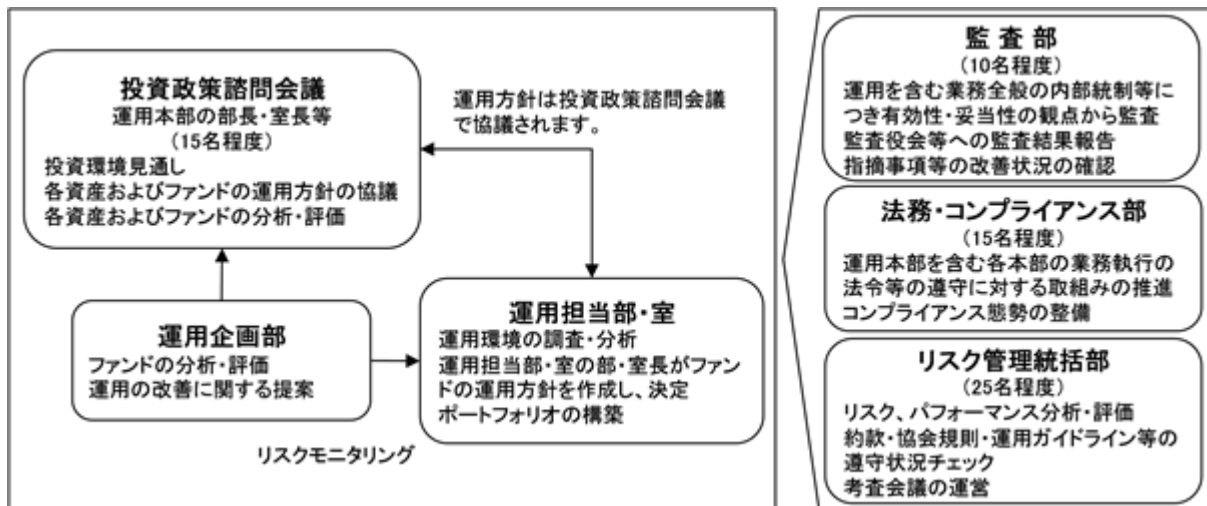 投資政策諮問会議
運用本部の部長・室長等
(15名程度)
投資環境見通し
各資産およびファンドの運用方針の協議
各資産およびファンドの分析・評価
運用方針は投資政策諮問会議
で協議されます。
運用企画部
ファンドの分析・評価
運用の改善に関する提案
運用担当部・室
運用環境の調査・分析
運用担当部・室の部・室長がファン
ドの運用方針を作成し、決定
ポートフォリオの構築
リスクモニタリング
監 査 部
(10名程度)
運用を含む業務全般の内部統制等に
つき有効性・妥当性の観点から監査
監査役会等への監査結果報告
指摘事項等の改善状況の確認
法務・コンプライアンス部
(15名程度)
運用本部を含む各本部の業務執行の
法令等の遵守に対する取組みの推進
コンプライアンス態勢の整備
リスク管理統括部
(25名程度)
リスク、パフォーマンス分析・評価
約款・協会規則・運用ガイドライン等の
遵守状況チェック
考査会議の運営